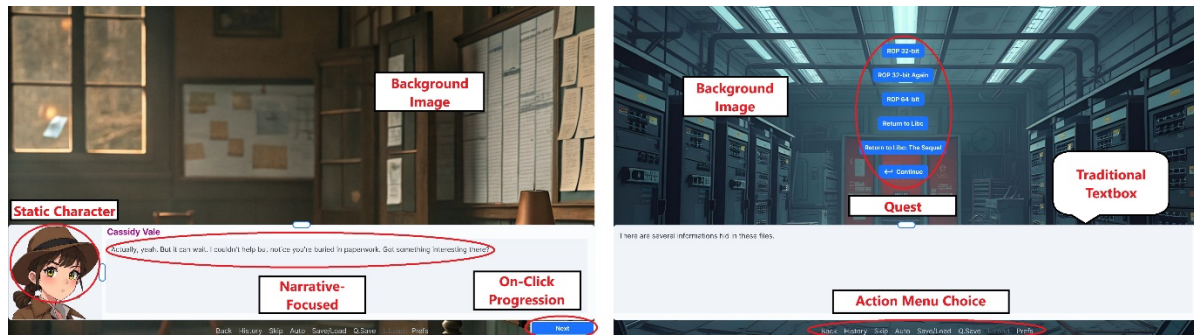 Background
Image
Static Character
Cassidy Vale
Actually, yeah. But it can wait. I couldn't help but notice you're buried in paperwork. Got something interesting there?
Narrative-
Focused
On-Click
Progression
Back History Skip Auto Save/Load Q.Save Q.Load Prefs
Next
ROP 32-bit
ROP 32-bit Again
ROP 64-bit
Return to Libc
Return to Libc: The Sequel
↩ Continue
Background
Image
Quest
Traditional
Textbox
There are several informations hid in these files.
Action Menu Choice
Back History Skip Auto Save/Load Q.Save Q.Load Prefs